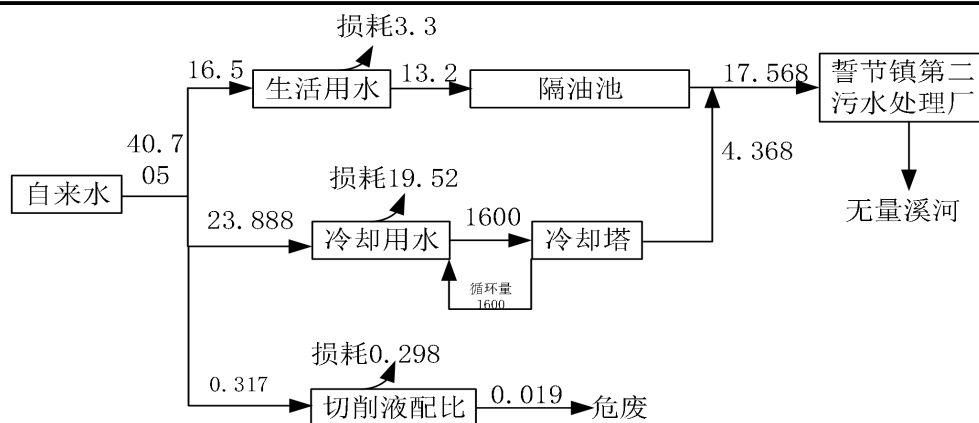 损耗3.3
16.5
生活用水
13.2
隔油池
17.568
誓节镇第二
污水处理厂
40.7
05
自来水
4.368
无量溪河
损耗19.52
23.888
冷却用水
1600
冷却塔
循环量
1600
损耗0.298
0.317
切削液配比
0.019
危废